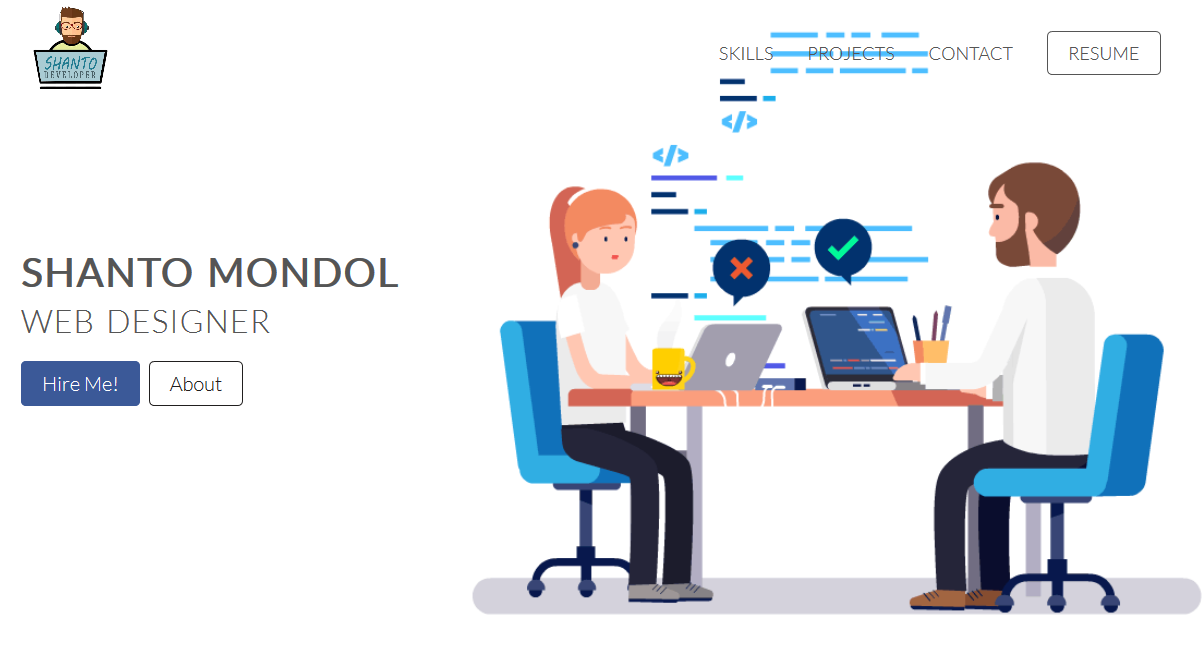 SHANTO
DEVELOPER
SKILLS
PROJECTS
CONTACT
RESUME
</>
</>
SHANTO MONDOL
WEB DESIGNER
Hire Me!
About